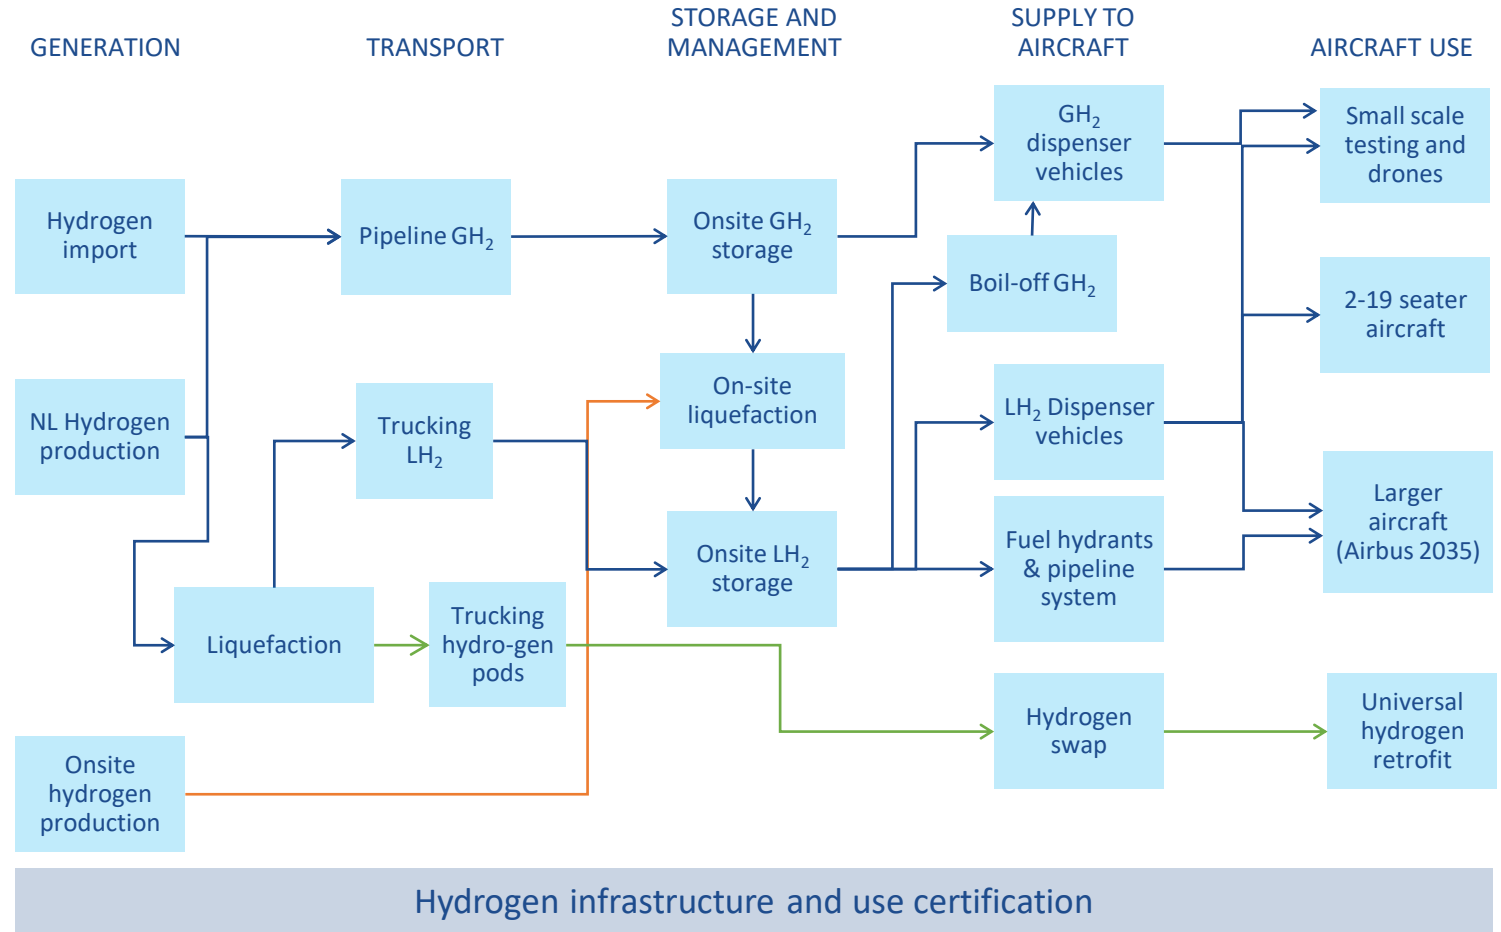 GENERATION
TRANSPORT
STORAGE AND
MANAGEMENT
SUPPLY TO
AIRCRAFT
AIRCRAFT USE
Hydrogen
import
Pipeline GH₂
Onsite GH₂
storage
GH₂
dispenser
vehicles
Small scale
testing and
drones
Boil-off GH₂
2-19 seater
aircraft
NL Hydrogen
production
Trucking
LH₂
On-site
liquefaction
LH₂ Dispenser
vehicles
Larger
aircraft
(Airbus 2035)
Onsite LH₂
storage
Fuel hydrants
& pipeline
system
Liquefaction
Trucking
hydro-gen
pods
Hydrogen
swap
Universal
hydrogen
retrofit
Onsite
hydrogen
production
Hydrogen infrastructure and use certification